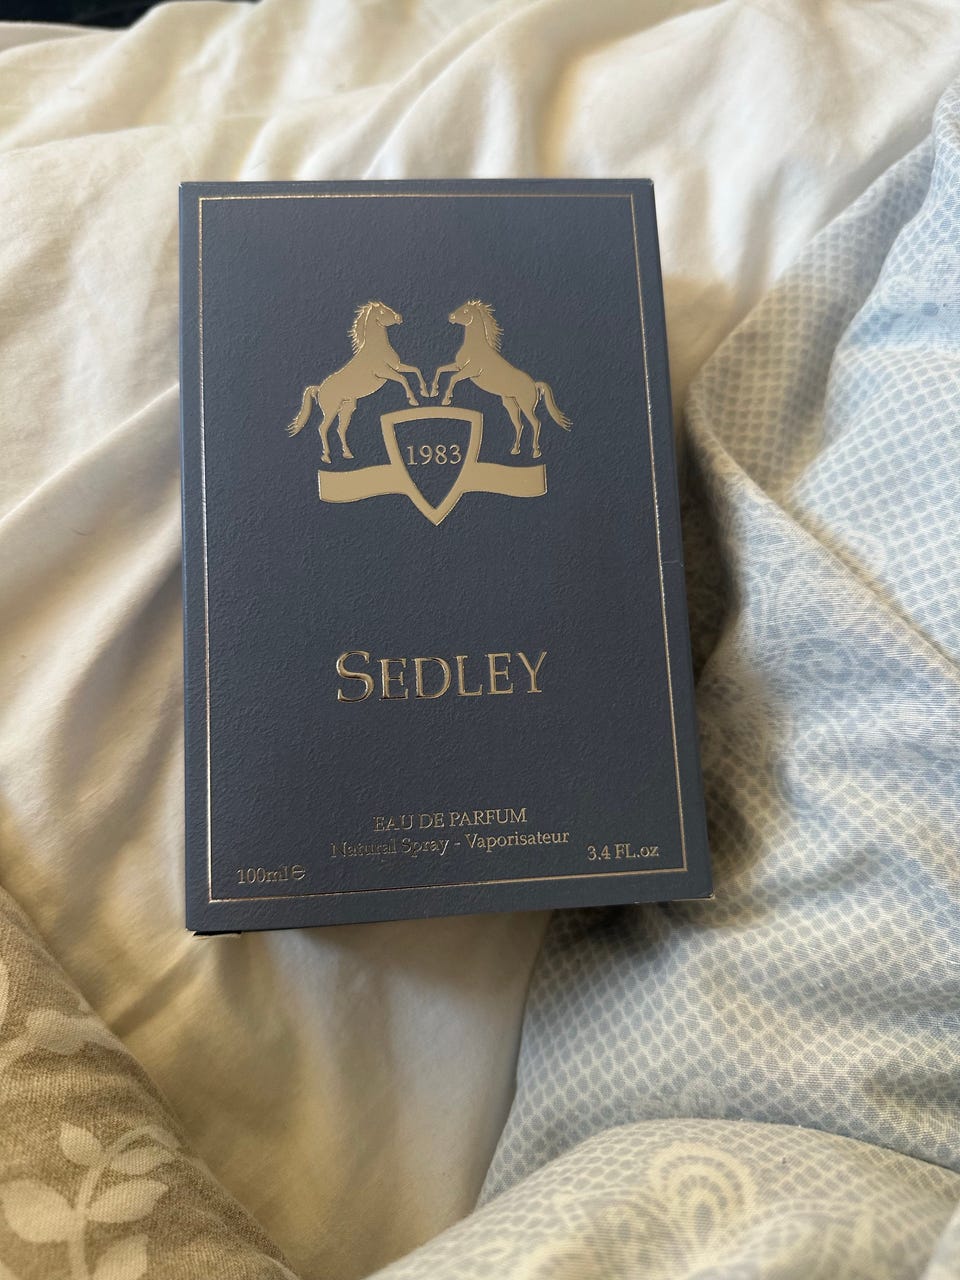 1983
SEDLEY
EAU DE PARFUM
Natural Spray - Vaporisateur
100ml℮
3.4 FL.oz